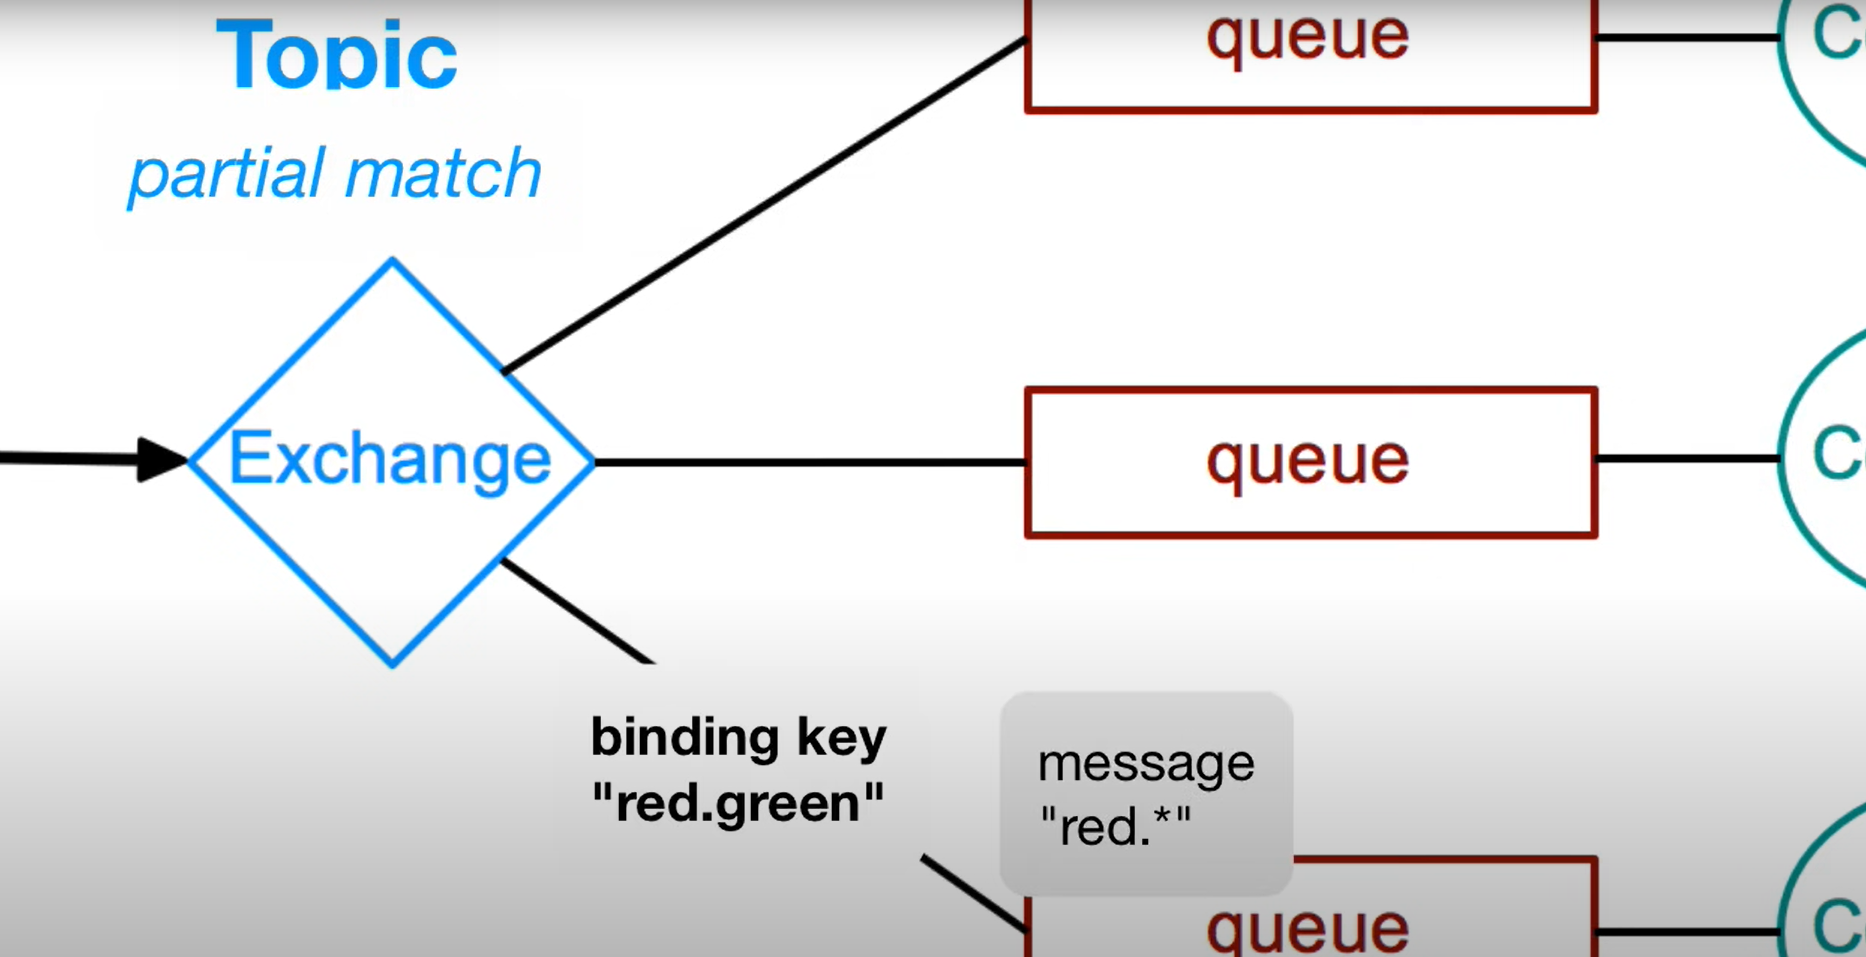 Topic
partial match
queue
C
Exchange
queue
C
binding key
"red.green"
message
"red.*"
queue
C